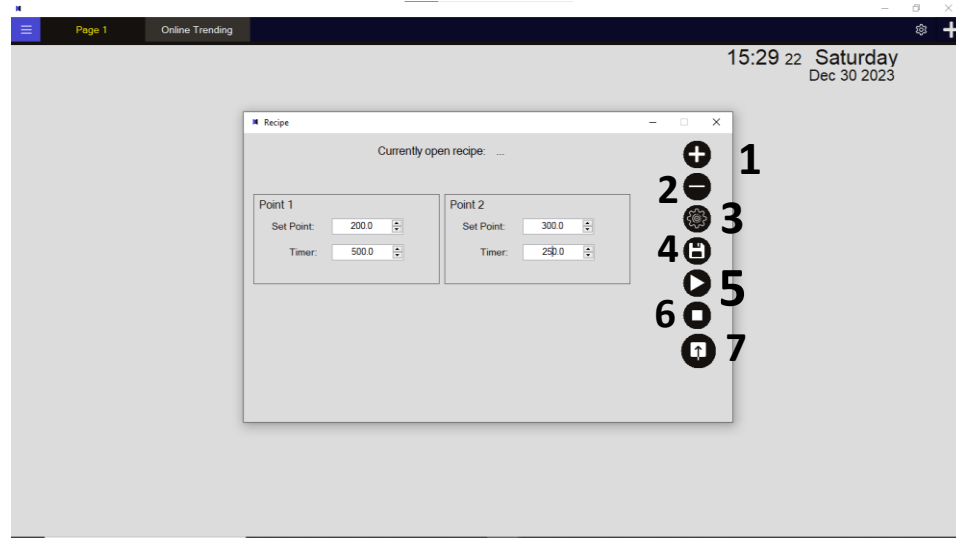 Page 1 Online Trending
15:29 22 Saturday
Dec 30 2023
Recipe
Currently open recipe: ...
1
2
3
4
5
6
7
Point 1
Set Point: 200.0
Timer: 500.0
Point 2
Set Point: 300.0
Timer: 250.0